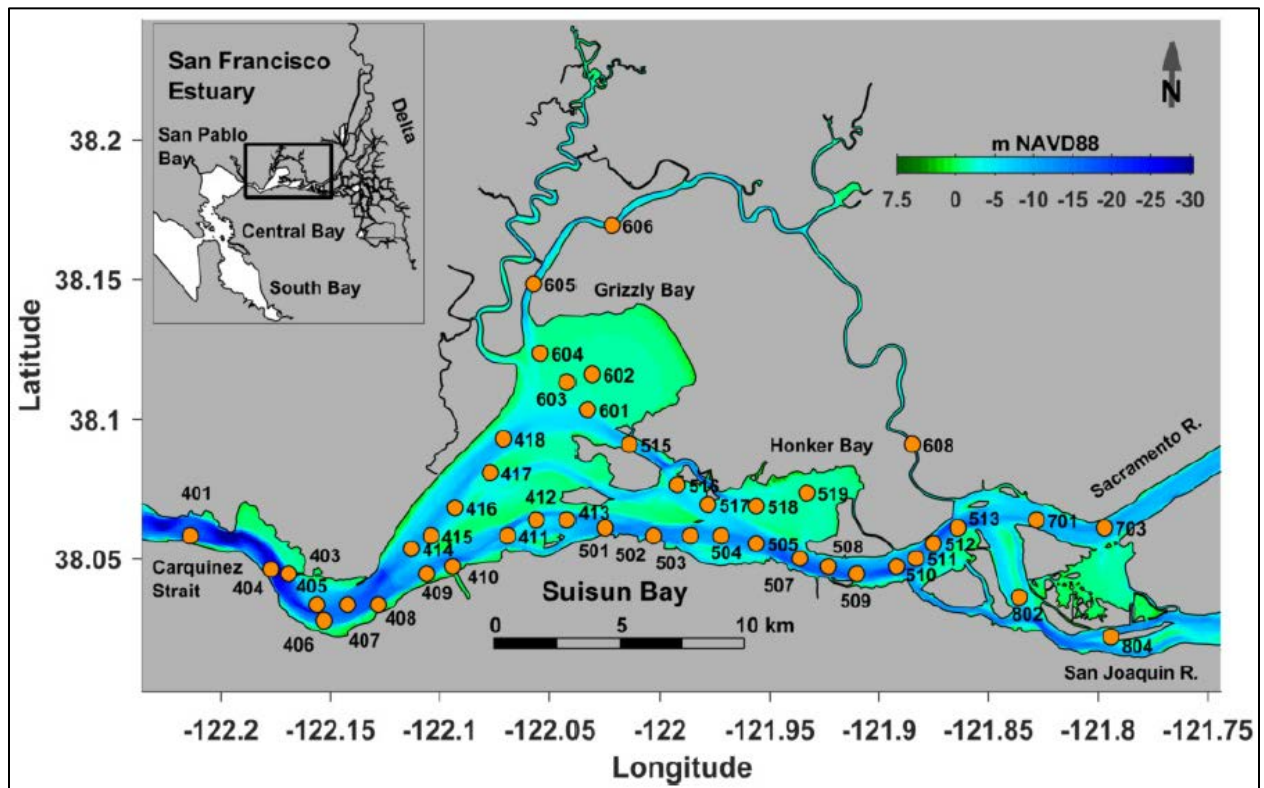 San Francisco
Estuary
Delta
San Pablo
Bay
Central Bay
South Bay
N
m NAVD88
7.5 0 -5 -10 -15 -20 -25 -30
38.2
38.15
38.1
38.05
Latitude
606
605
Grizzly Bay
604
602
603
601
418
515
Honker Bay
608
Sacramento R.
417
516
519
412
416
413
517
518
513
701
703
401
415
411
501
502
504
505
508
512
414
503
511
403
Carquinez
Strait
404
405
410
409
507
510
509
Suisun Bay
408
407
406
802
804
San Joaquin R.
0 5 10 km
-122.2 -122.15 -122.1 -122.05 -122 -121.95 -121.9 -121.85 -121.8 -121.75
Longitude